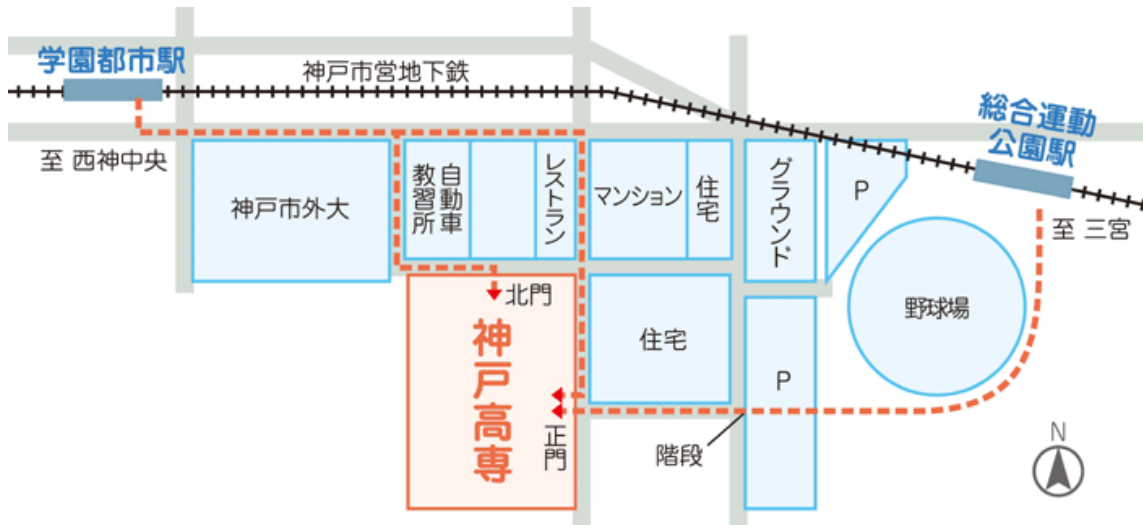 学園都市駅
神戸市営地下鉄
総合運動
公園駅
至 西神中央
至 三宮
神戸市外大
自動車
教習所
レストラン
マンション
住宅
グラウンド
P
野球場
北門
神戸高専
住宅
P
正門
階段
N